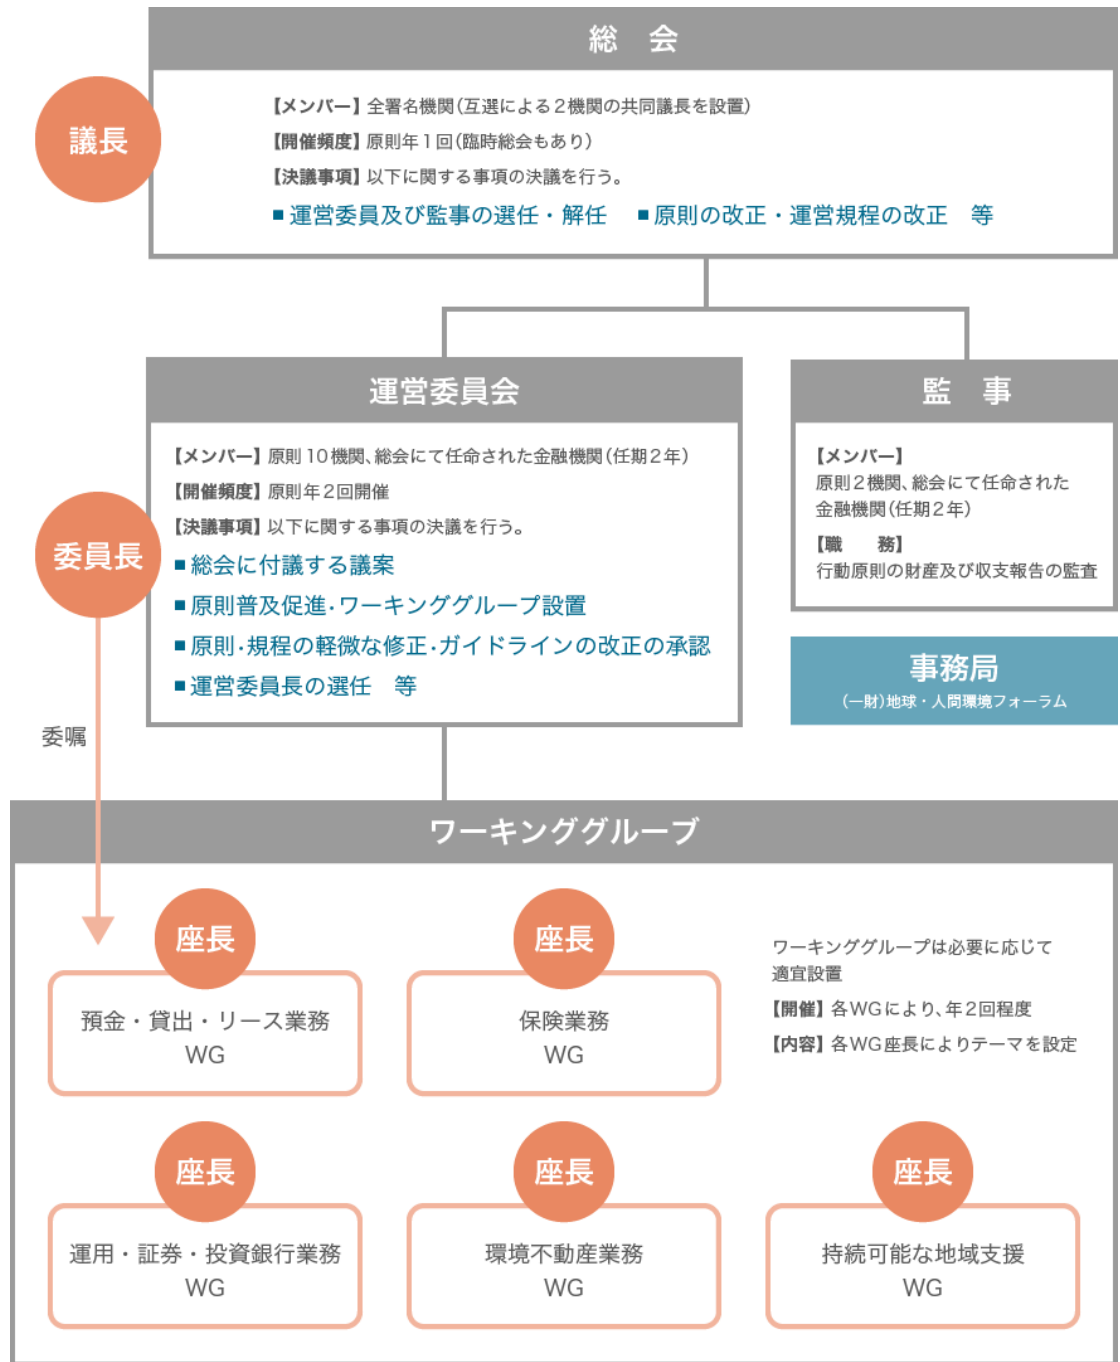 総　会
議長
【メンバー】全署名機関(互選による２機関の共同議長を設置)
【開催頻度】原則年１回(臨時総会もあり)
【決議事項】以下に関する事項の決議を行う。
■運営委員及び監事の選任・解任　■原則の改正・運営規程の改正　等
運営委員会
委員長
【メンバー】原則10機関、総会にて任命された金融機関(任期２年)
【開催頻度】原則年2回開催
【決議事項】以下に関する事項の決議を行う。
■総会に付議する議案
■原則普及促進・ワーキンググループ設置
■原則・規程の軽微な修正・ガイドラインの改正の承認
■運営委員長の選任　等
監　事
【メンバー】
原則２機関、総会にて任命された
金融機関(任期２年)
【職　　務】
行動原則の財産及び収支報告の監査
事務局
(一財)地球・人間環境フォーラム
委嘱
ワーキンググループ
座長
預金・貸出・リース業務
WG
座長
保険業務
WG
ワーキンググループは必要に応じて
適宜設置
【開催】各WGにより、年２回程度
【内容】各WG座長によりテーマを設定
座長
運用・証券・投資銀行業務
WG
座長
環境不動産業務
WG
座長
持続可能な地域支援
WG